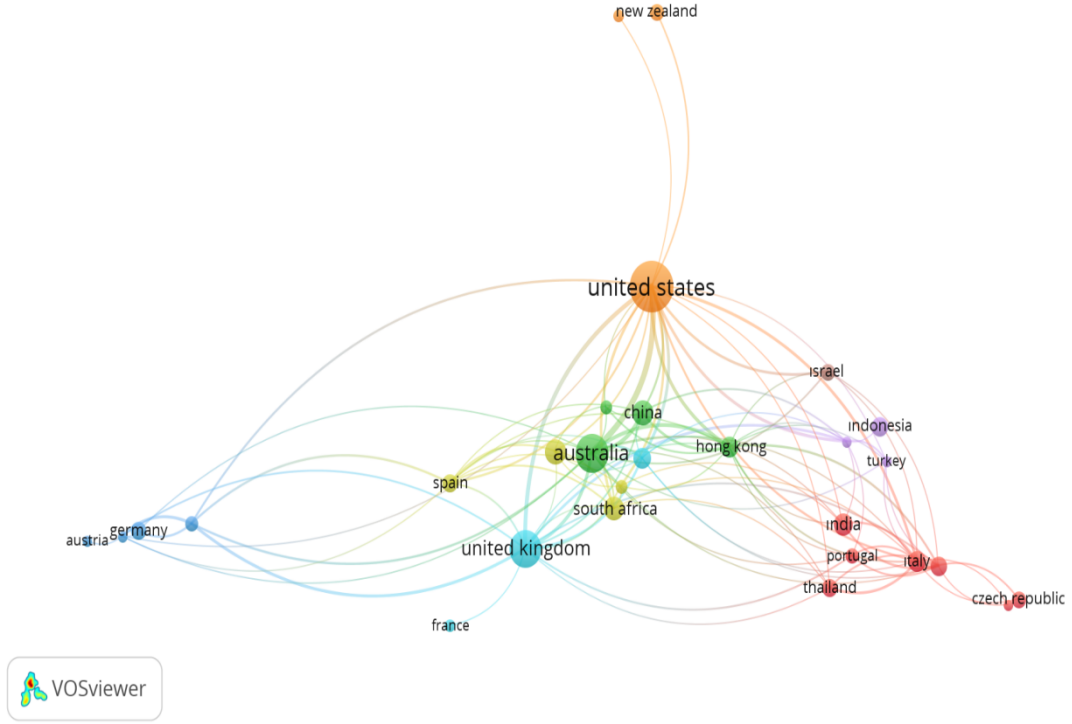 new zealand
united states
israel
china
indonesia
hong kong
australia
turkey
spain
south africa
india
germany
austria
united kingdom
portugal
italy
thailand
czech republic
france
VOSviewer